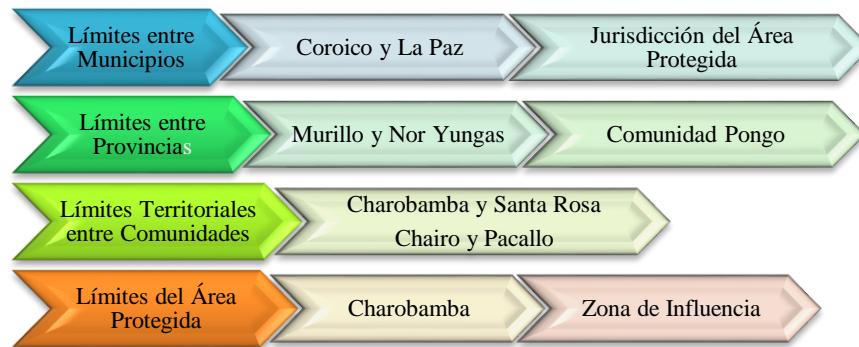 Límites entre
Municipios
Coroico y La Paz
Jurisdicción del Área
Protegida
Límites entre
Provincias
Murillo y Nor Yungas
Comunidad Pongo
Límites Territoriales
entre Comunidades
Charobamba y Santa Rosa
Chairo y Pacallo
Límites del Área
Protegida
Charobamba
Zona de Influencia